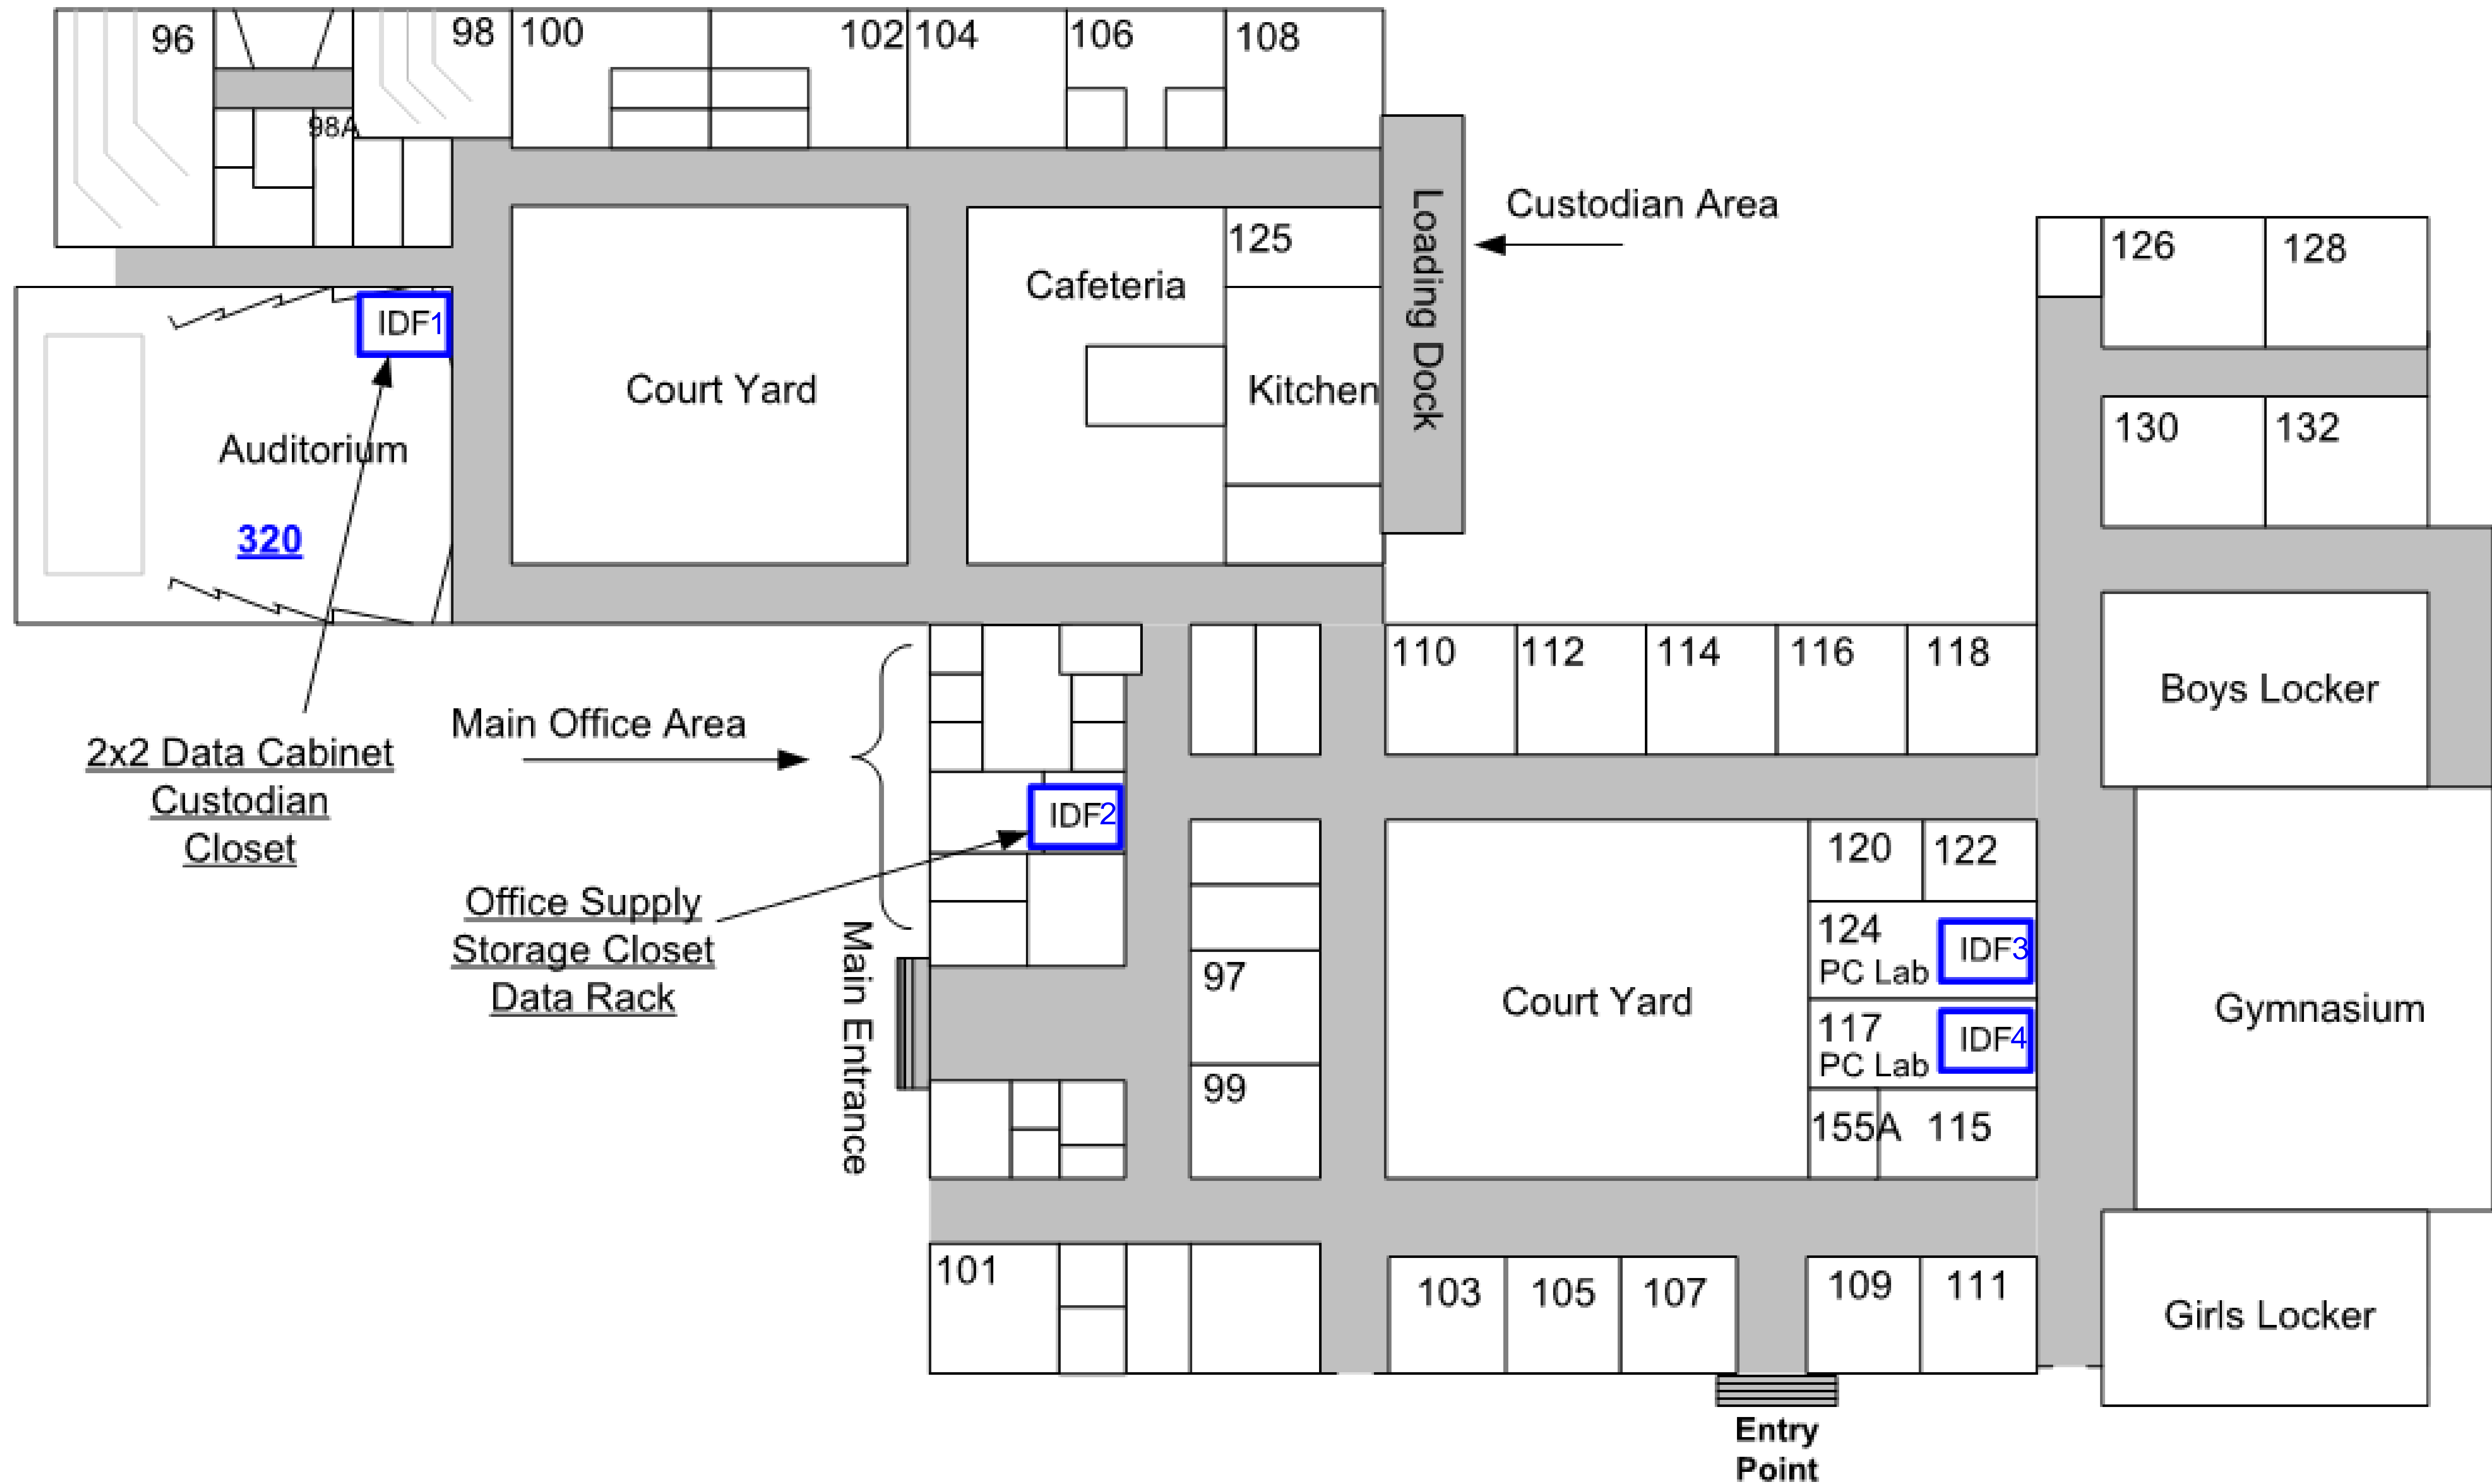 96
98
100
102
104
106
108
98A
Custodian Area
Loading Dock
125
126
128
Cafeteria
IDF1
Court Yard
Kitchen
130
132
Auditorium
320
110
112
114
116
118
Boys Locker
Main Office Area
2x2 Data Cabinet
Custodian
Closet
IDF2
Office Supply
Storage Closet
Data Rack
Main Entrance
120
122
124
PC Lab
IDF3
97
Court Yard
Gymnasium
117
PC Lab
IDF4
99
155A
115
101
103
105
107
109
111
Girls Locker
Entry
Point